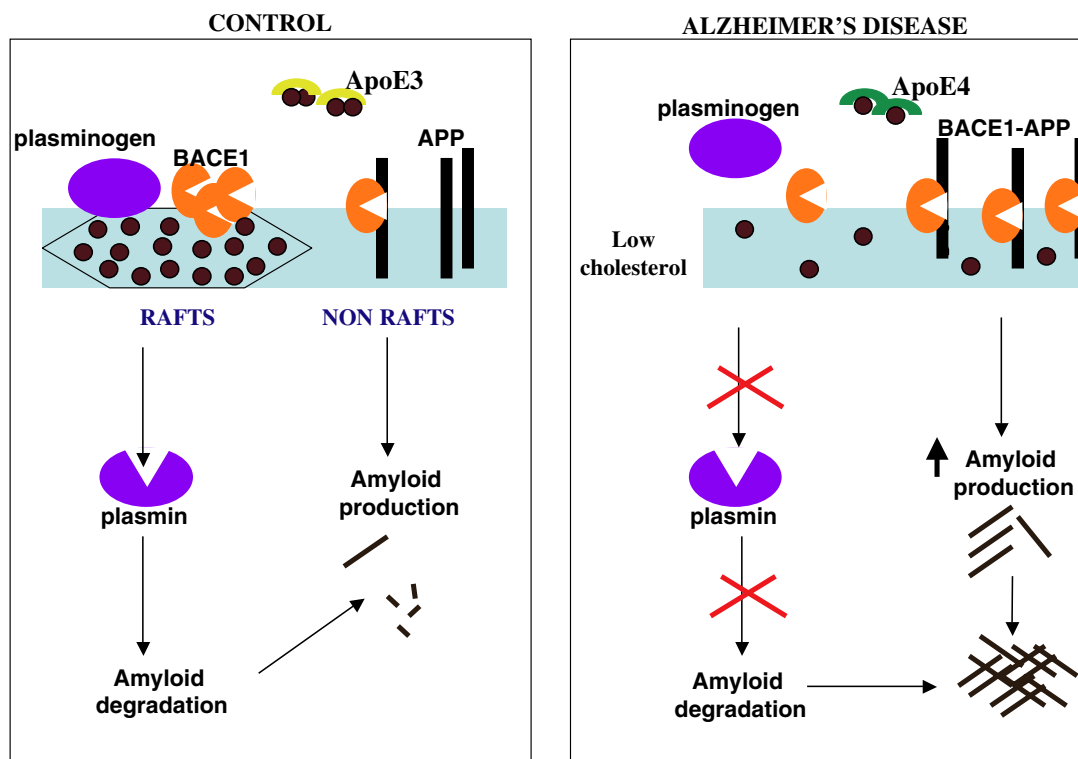 CONTROL
ApoE3
plasminogen
BACE1
APP
RAFTS
NON RAFTS
plasmin
Amyloid
production
Amyloid
degradation
ALZHEIMER'S DISEASE
ApoE4
plasminogen
BACE1-APP
Low
cholesterol
plasmin
Amyloid
production
Amyloid
degradation